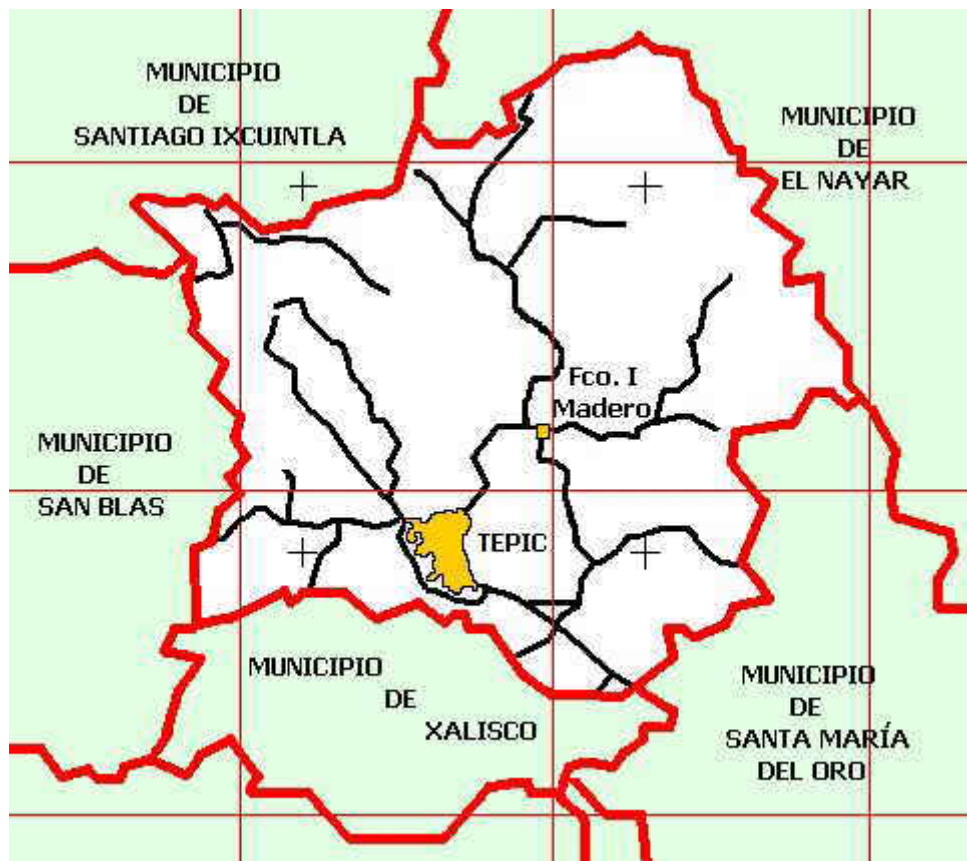 MUNICIPIO
DE
SANTIAGO IXCUINTLA
MUNICIPIO
DE
EL NAYAR
Fco. I
Madero
MUNICIPIO
DE
SAN BLAS
TEPIC
MUNICIPIO
DE
XALISCO
MUNICIPIO
DE
SANTA MARÍA
DEL ORO